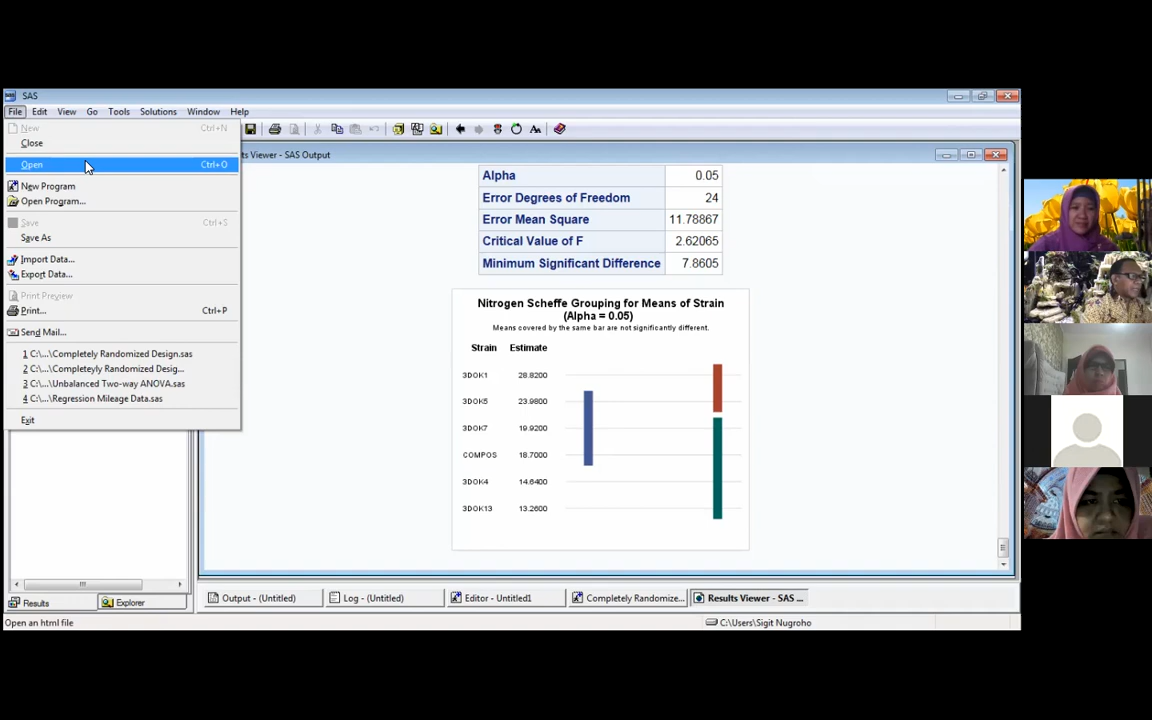 SAS
File Edit View Go Tools Solutions Window Help
New Ctrl+N
Close
Open Ctrl+O
New Program
Open Program...
Save Ctrl+S
Save As
Import Data...
Export Data...
Print Preview
Print... Ctrl+P
Send Mail...
1 C:\...\Completely Randomized Design.sas
2 C:\...\Completeyly Randomized Desig...
3 C:\...\Unbalanced Two-way ANOVA.sas
4 C:\...\Regression Mileage Data.sas
Exit
ts Viewer - SAS Output
Alpha 0.05
Error Degrees of Freedom 24
Error Mean Square 11.78867
Critical Value of F 2.62065
Minimum Significant Difference 7.8605
Nitrogen Scheffe Grouping for Means of Strain
(Alpha = 0.05)
Means covered by the same bar are not significantly different.
Strain Estimate
3DOK1 28.8200
3DOK5 23.9800
3DOK7 19.9200
COMPOS 18.7000
3DOK4 14.6400
3DOK13 13.2600
Results Explorer
Output - (Untitled) Log - (Untitled) Editor - Untitled1 Completely Randomize... Results Viewer - SAS ...
Open an html file C:\Users\Sigit Nugroho